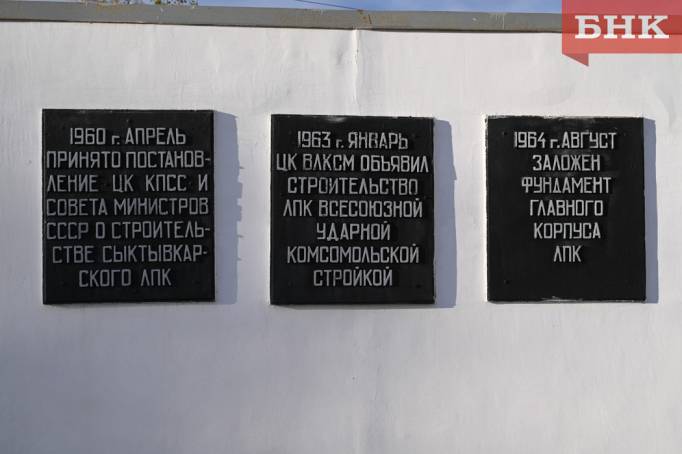 БНК
1960 г. АПРЕЛЬ
ПРИНЯТО ПОСТАНОВ-
ЛЕНИЕ ЦК КПСС И
СОВЕТА МИНИСТРОВ
СССР О СТРОИТЕЛЬ-
СТВЕ СЫКТЫВКАР-
СКОГО ЛПК
1963 г. ЯНВАРЬ
ЦК ВЛКСМ ОБЪЯВИЛ
СТРОИТЕЛЬСТВО
ЛПК ВСЕСОЮЗНОЙ
УДАРНОЙ
КОМСОМОЛЬСКОЙ
СТРОЙКОЙ
1964 г. АВГУСТ
ЗАЛОЖЕН
ФУНДАМЕНТ
ГЛАВНОГО
КОРПУСА
ЛПК